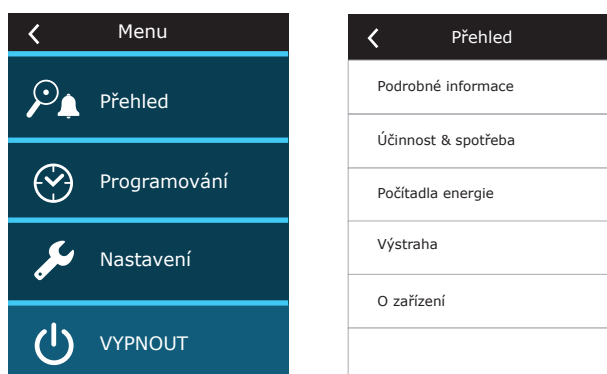 Menu
Přehled
Programování
Nastavení
VYPNOUT
Přehled
Podrobné informace
Účinnost & spotřeba
Počítadla energie
Výstraha
O zařízení